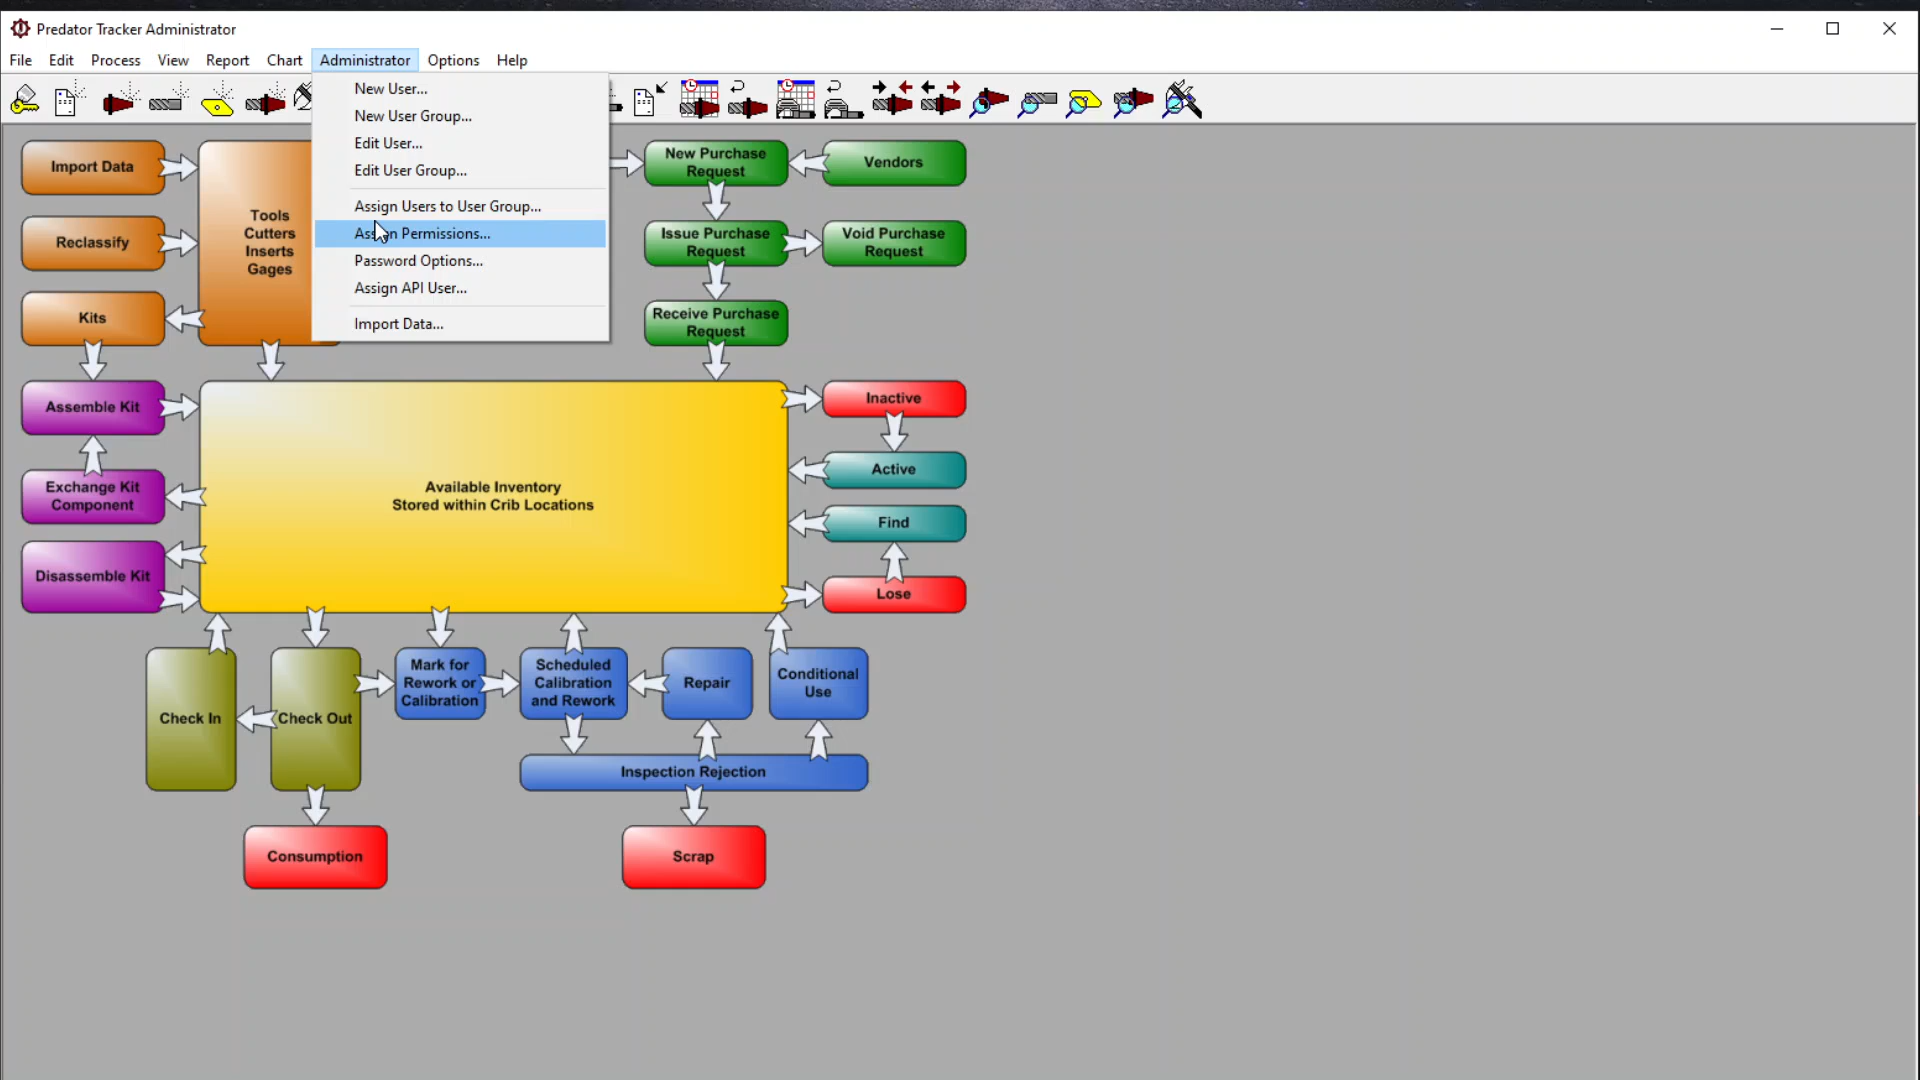 Predator Tracker Administrator
File Edit Process View Report Chart Administrator Options Help
New User...
New User Group...
Edit User...
Edit User Group...
Assign Users to User Group...
Assign Permissions...
Password Options...
Assign API User...
Import Data...
Import Data
Reclassify
Kits
Tools
Cutters
Inserts
Gages
New Purchase
Request
Vendors
Issue Purchase
Request
Void Purchase
Request
Receive Purchase
Request
Assemble Kit
Exchange Kit
Component
Disassemble Kit
Available Inventory
Stored within Crib Locations
Inactive
Active
Find
Lose
Check In
Check Out
Mark for
Rework or
Calibration
Scheduled
Calibration
and Rework
Repair
Conditional
Use
Inspection Rejection
Consumption
Scrap